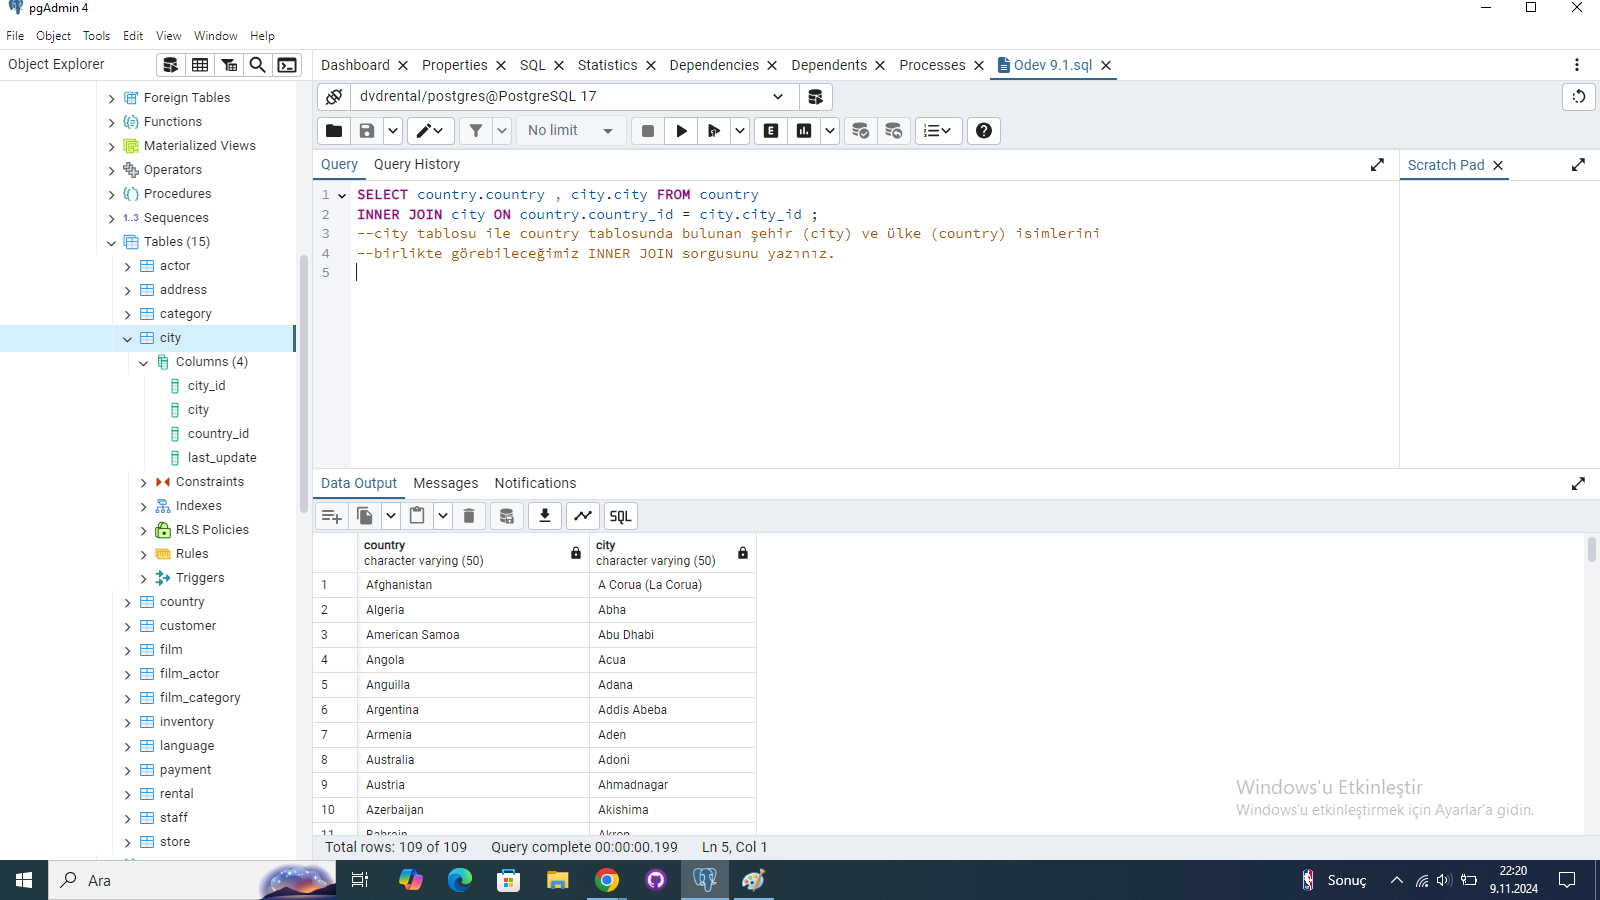 pgAdmin 4
File Object Tools Edit View Window Help
Object Explorer
Dashboard Properties SQL Statistics Dependencies Dependents Processes Odev 9.1.sql
Foreign Tables
Functions
Materialized Views
Operators
Procedures
1..3 Sequences
Tables (15)
actor
address
category
city
Columns (4)
city_id
city
country_id
last_update
Constraints
Indexes
RLS Policies
Rules
Triggers
country
customer
film
film_actor
film_category
inventory
language
payment
rental
staff
store
dvdrental/postgres@PostgreSQL 17
No limit
E
Query Query History
Scratch Pad
1 SELECT country.country , city.city FROM country
2 INNER JOIN city ON country.country_id = city.city_id ;
3 --city tablosu ile country tablosunda bulunan şehir (city) ve ülke (country) isimlerini
4 --birlikte görebileceğimiz INNER JOIN sorgusunu yazınız.
5
Data Output Messages Notifications
SQL
country city
character varying (50) character varying (50)
1 Afghanistan A Corua (La Corua)
2 Algeria Abha
3 American Samoa Abu Dhabi
4 Angola Acua
5 Anguilla Adana
6 Argentina Addis Abeba
7 Armenia Aden
8 Australia Adoni
9 Austria Ahmadnagar
10 Azerbaijan Akishima
11 Bahrain Akron
Total rows: 109 of 109 Query complete 00:00:00.199 Ln 5, Col 1
Windows'u Etkinleştir
Windows'u etkinleştirmek için Ayarlar'a gidin.
Ara
Sonuç
22:20
9.11.2024